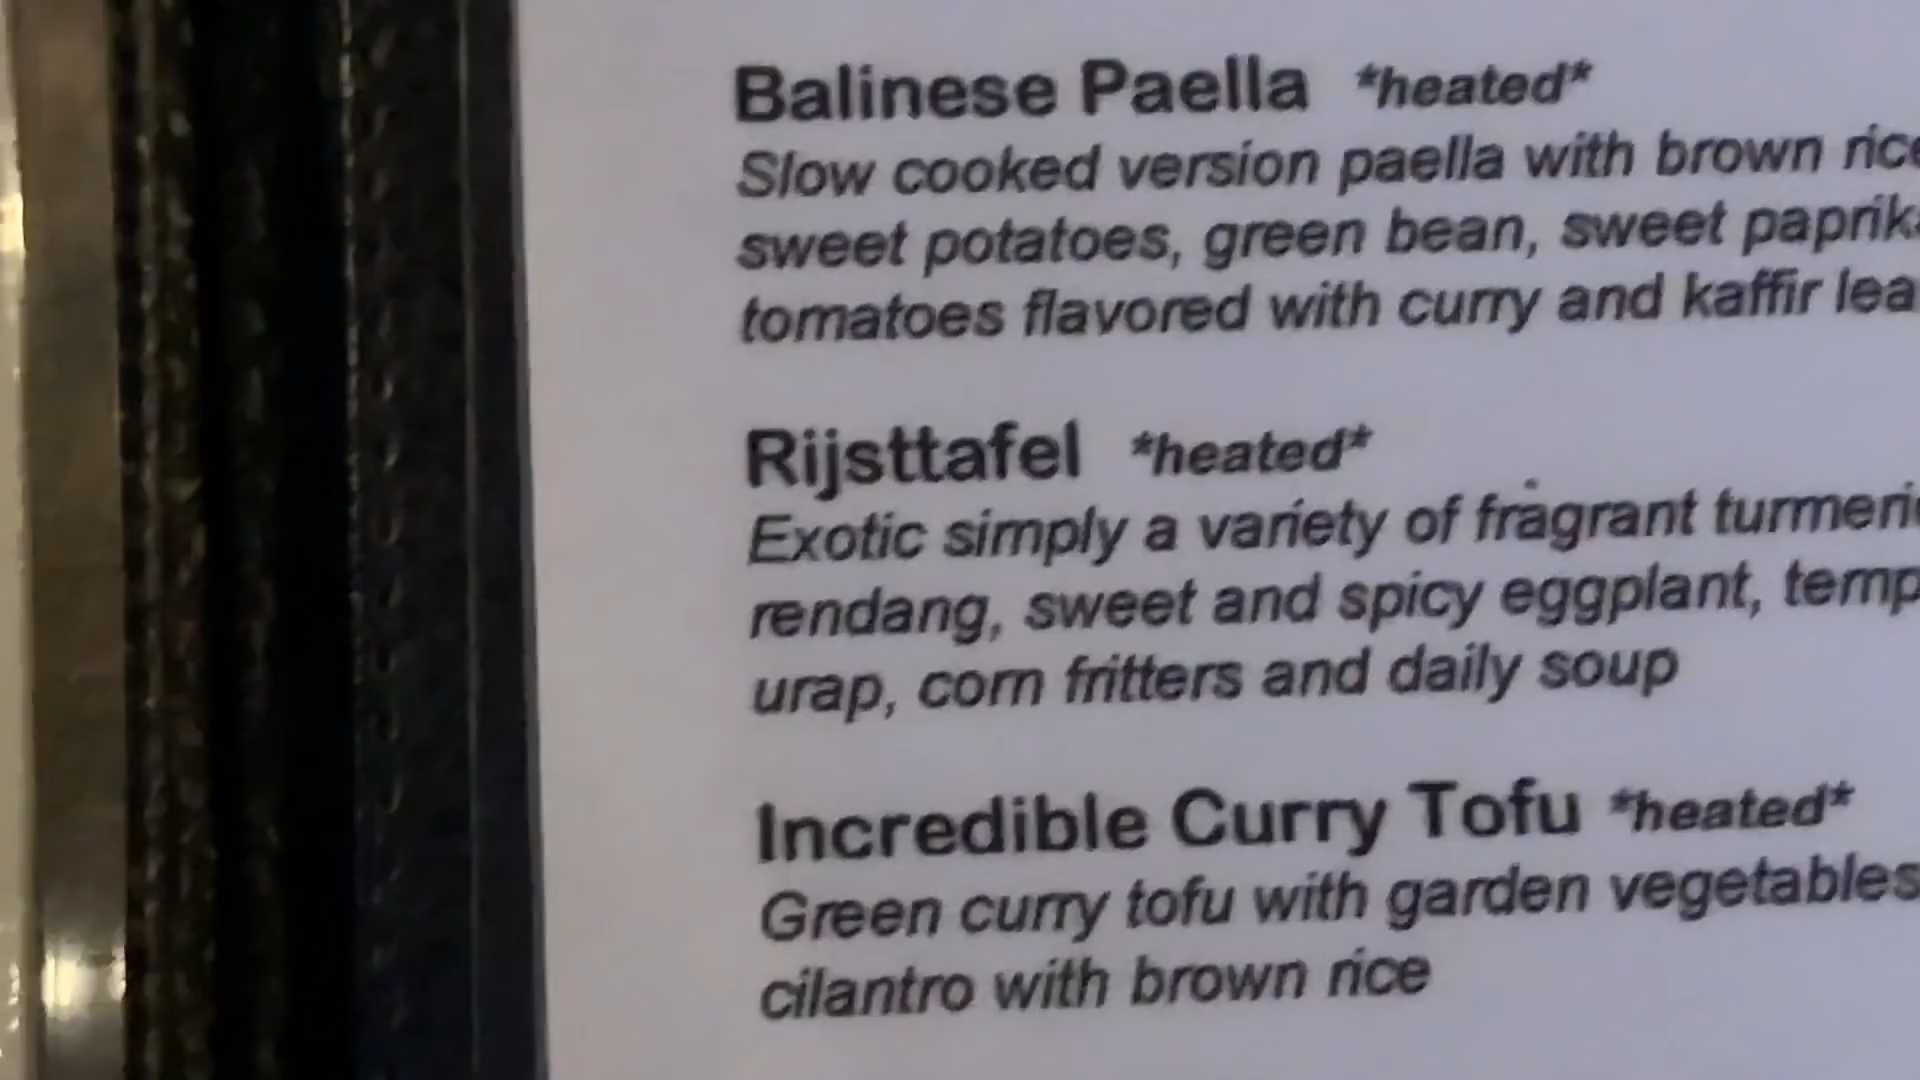 Balinese Paella *heated*
Slow cooked version paella with brown
sweet potatoes, green bean, sweet
tomatoes flavored with curry and kaffir
Rijsttafel *heated*
Exotic simply a variety of fragrant
rendang, sweet and spicy eggplant,
urap, corn fritters and daily soup
Incredible Curry Tofu *heated*
Green curry tofu with garden vegetables
cilantro with brown rice